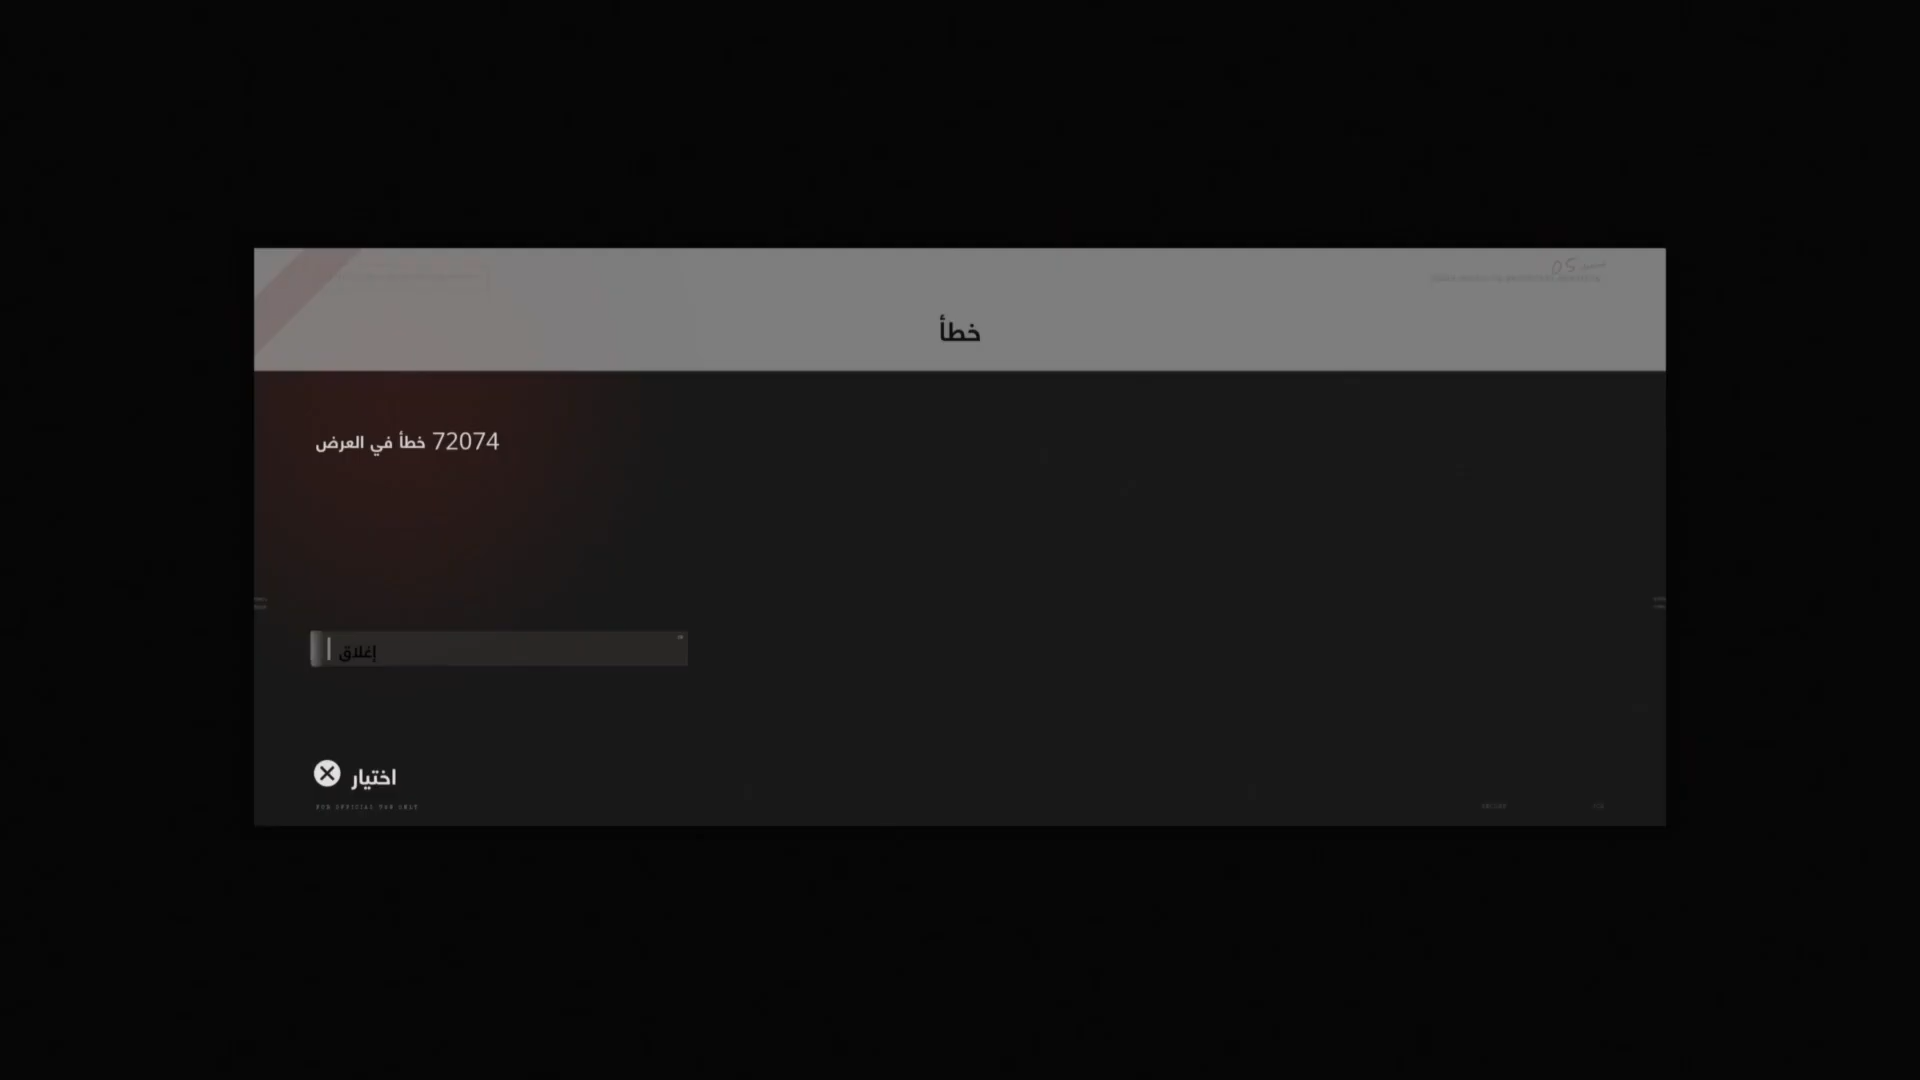 خطأ
72074 خطأ في العرض
إغلاق
اختيار